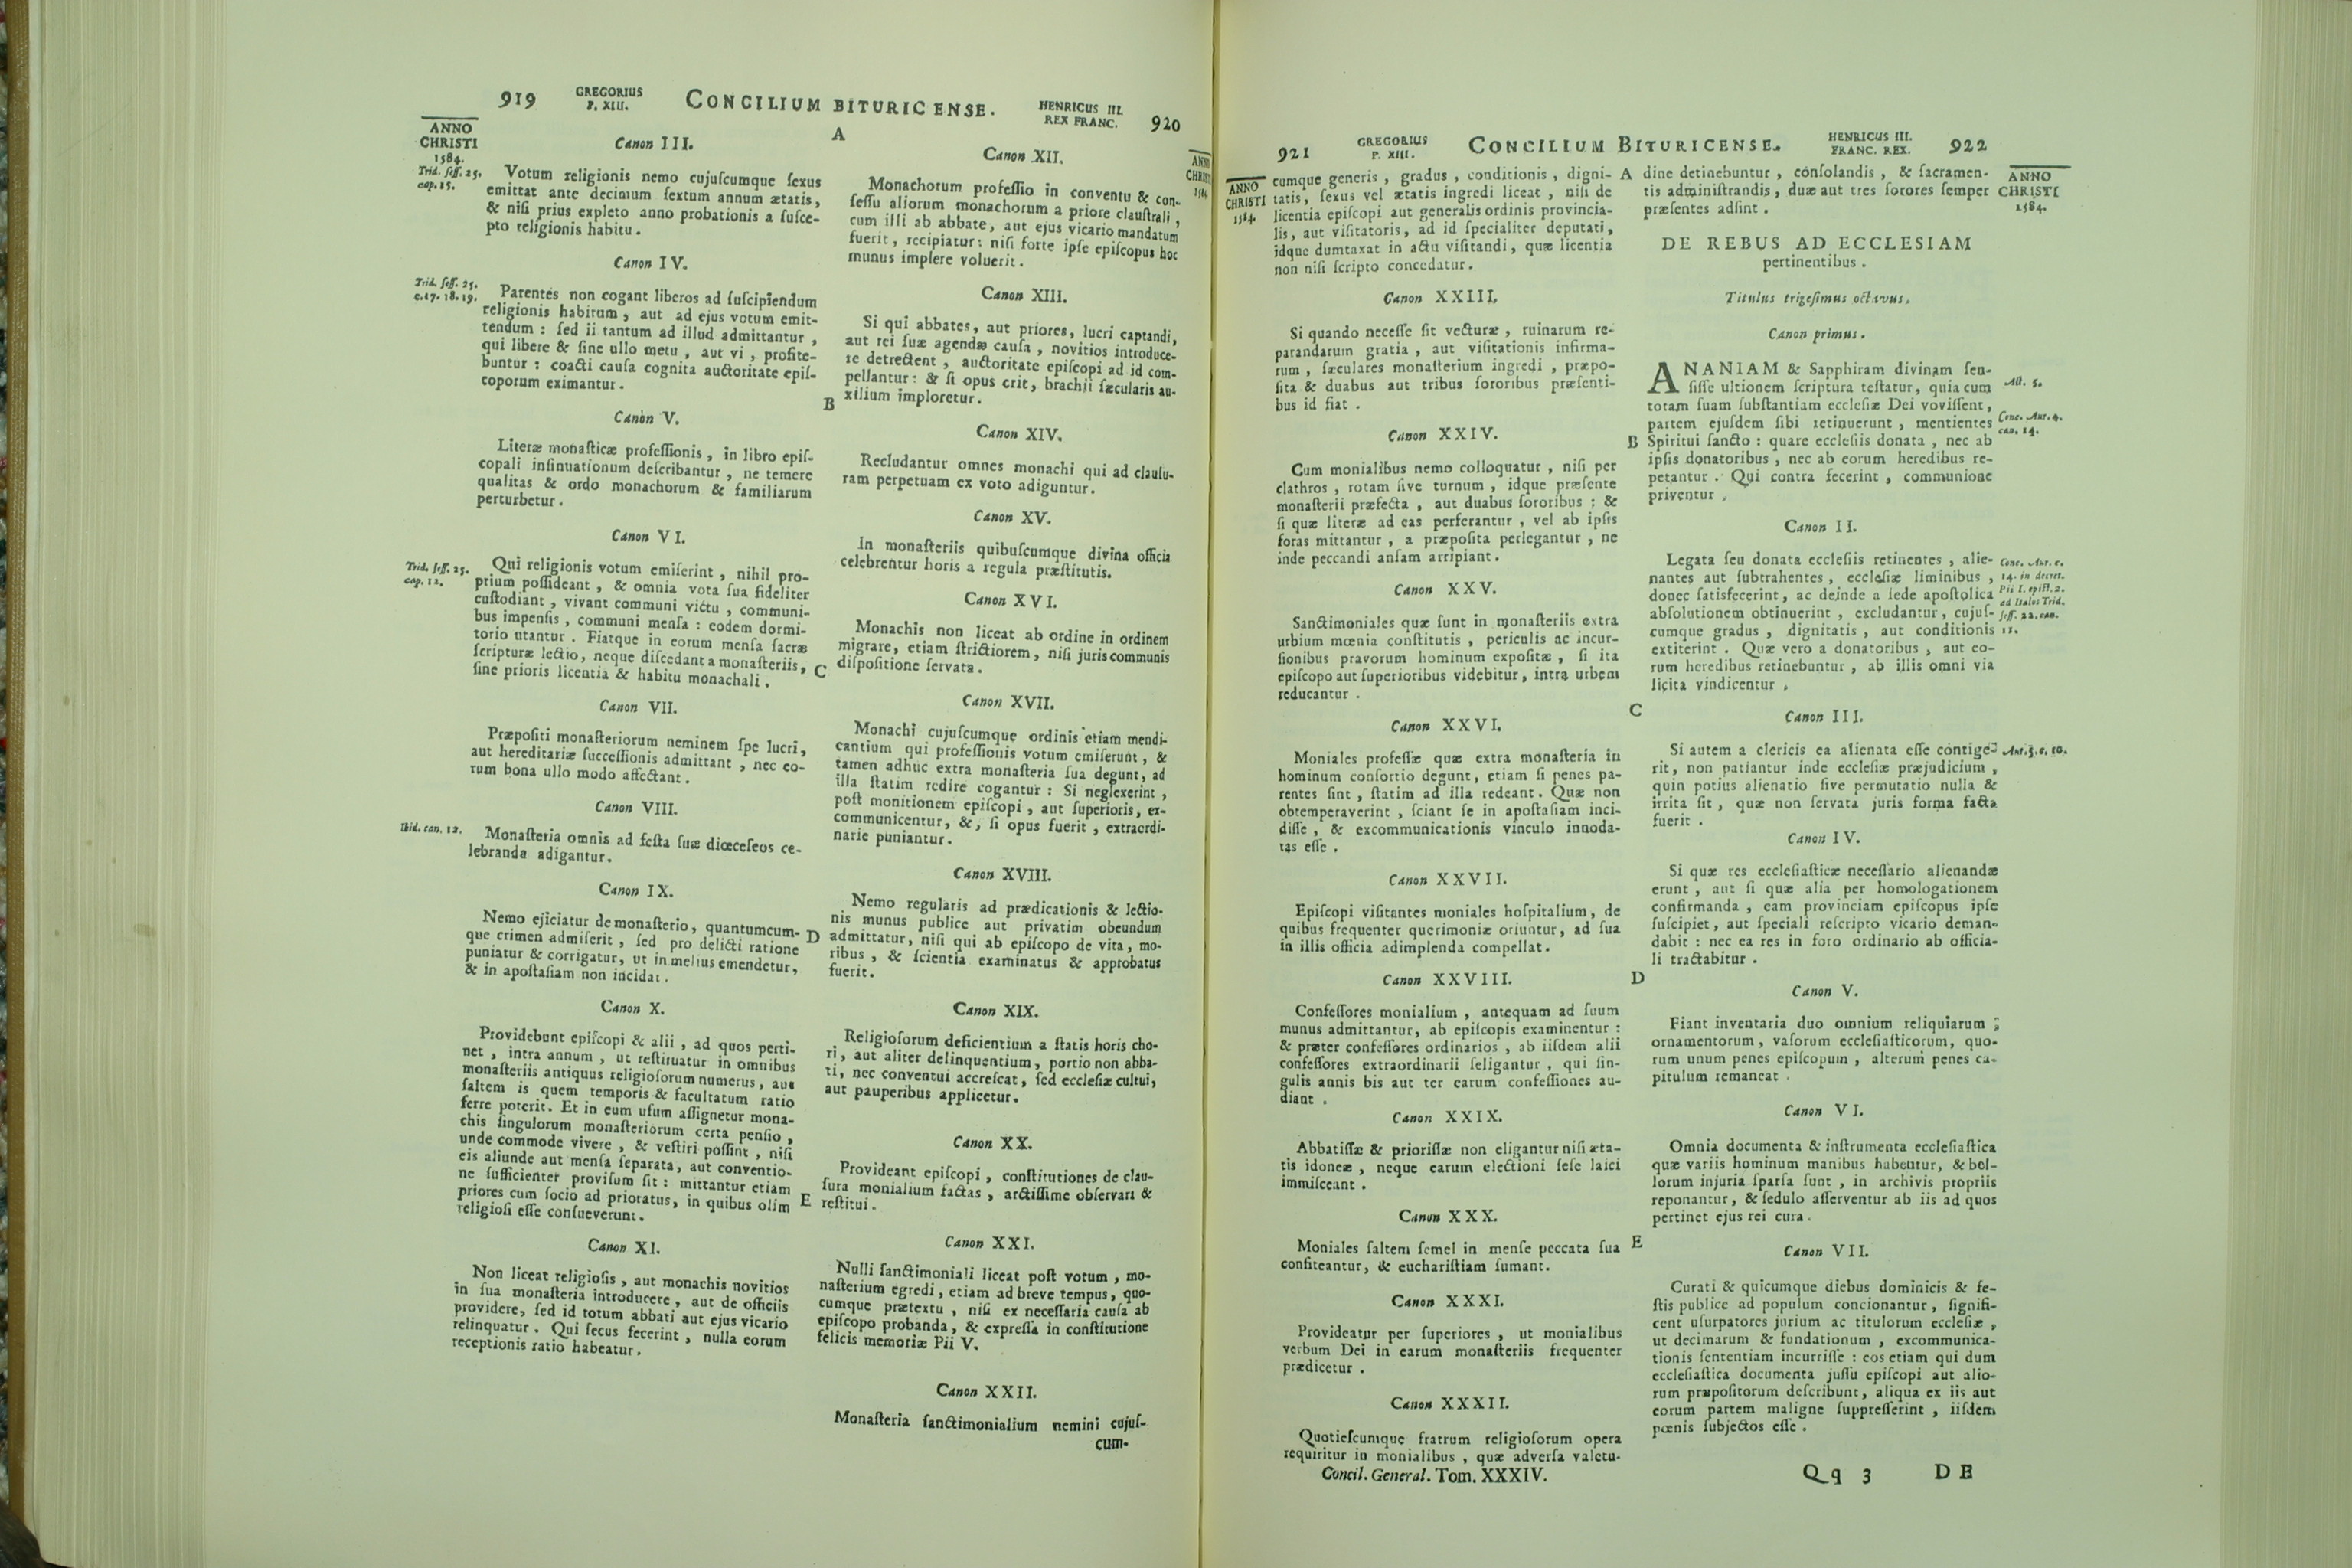 919
GREGORIUS
P. XIII.
CONCILIUM BITURICENSE.
HENRICUS III.
REX FRANC.
920
ANNO
CHRISTI
1584.
Canon III.
Trid. ſeſſ. 25.
cap. 15.
Votum religionis nemo cujuſcumque ſexus
emittat ante decimum ſextum annum ætatis,
& niſi prius expleto anno probationis a ſuſce-
pto religionis habitu.
Canon IV.
Trid. ſeſſ. 25.
c. 17. 18. 19.
Parentes non cogant liberos ad ſuſcipiendum
religionis habitum, aut ad ejus votum emit-
tendum : ſed ii tantum ad illud admittantur,
qui libere & ſine ullo metu, aut vi, profite-
buntur : coacti cauſa cognita auctoritate epiſ-
coporum eximantur.
Canon V.
Literæ monaſticæ profeſſionis, in libro epiſ-
copali inſinuationum deſcribantur, ne temere
qualitas & ordo monachorum & familiarum
perturbetur.
Canon VI.
Trid. ſeſſ. 25.
cap. 12.
Qui religionis votum emiſerint, nihil pro-
prium poſſideant, & omnia vota ſua fideliter
cuſtodiant, vivant communi victu, communi-
bus impenſis, communi menſa : eodem dormi-
torio utantur. Fiatque in eorum menſa ſacræ
ſcripturæ lectio, neque diſcedant a monaſteriis,
ſine prioris licentia & habitu monachali.
Canon VII.
Præpoſiti monaſteriorum neminem ſpe lucri,
aut hereditariæ ſucceſſionis admittant, nec eo-
rum bona ullo modo affectant.
Canon VIII.
Ibid. can. 12.
Monaſteria omnis ad feſta ſuæ diœceſeos ce-
lebranda adigantur.
Canon IX.
Nemo ejiciatur de monaſterio, quantumcum-
que crimen admiſerit, ſed pro delicti ratione
puniatur & corrigatur, ut in melius emendetur,
& in apoſtaſiam non incidat.
Canon X.
Providebunt epiſcopi & alii, ad quos perti-
net, intra annum, ut reſtituatur in omnibus
monaſteriis antiquus religioſorum numerus, aut
ſaltem is quem temporis & facultatum ratio
ferre poterit. Et in eum uſum aſſignetur mona-
chis ſingulorum monaſteriorum certa penſio,
unde commode vivere, & veſtiri poſſint, niſi
eis aliunde aut menſa ſeparata, aut conventio-
ne ſufficienter proviſum ſit : mittantur etiam
priores cum ſocio ad prioratus, in quibus olim
religioſi eſſe conſueverunt.
Canon XI.
Non liceat religioſis, aut monachis novitios
in ſua monaſteria introducere, aut de officiis
providere, ſed id totum abbati aut ejus vicario
relinquatur. Qui ſecus fecerint, nulla eorum
receptionis ratio habeatur.
A
B
C
D
E
Canon XII.
Monachorum profeſſio in conventu & con-
ſeſſu aliorum monachorum a priore clauſtrali,
cum illi ab abbate, aut ejus vicario mandatum
fuerit, recipiatur : niſi forte ipſe epiſcopus hoc
munus implere voluerit.
Canon XIII.
Si qui abbates, aut priores, lucri captandi,
aut rei ſuæ agendæ cauſa, novitios introduce-
re detrectent, auctoritate epiſcopi ad id com-
pellantur : & ſi opus erit, brachii ſæcularis au-
xilium imploretur.
Canon XIV.
Recludantur omnes monachi qui ad clauſu-
ram perpetuam ex voto adiguntur.
Canon XV.
In monaſteriis quibuſcumque divina officia
celebrentur horis a regula præſtitutis.
Canon XVI.
Monachis non liceat ab ordine in ordinem
migrare, etiam ſtrictiorem, niſi juris communis
diſpoſitione ſervata.
Canon XVII.
Monachi cujuſcumque ordinis etiam mendi-
cantium qui profeſſionis votum emiſerunt, &
tamen adhuc extra monaſteria ſua degunt, ad
illa ſtatim redire cogantur : Si neglexerint,
poſt monitionem epiſcopi, aut ſuperioris, ex-
communicentur, &, ſi opus fuerit, extraordi-
narie puniantur.
Canon XVIII.
Nemo regularis ad prædicationis & lectio-
nis munus publice aut privatim obeundum
admittatur, niſi qui ab epiſcopo de vita, mo-
ribus, & ſcientia examinatus & approbatus
fuerit.
Canon XIX.
Religioſorum deficientium a ſtatis horis cho-
ri, aut aliter delinquentium, portio non abba-
ti, nec conventui accreſcat, ſed eccleſiæ cultui,
aut pauperibus applicetur.
Canon XX.
Provideant epiſcopi, conſtitutiones de clau-
ſura monialium factas, arctiſſime obſervari &
reſtitui.
Canon XXI.
Nulli ſanctimoniali liceat poſt votum, mo-
naſterium egredi, etiam ad breve tempus, quo-
cumque prætextu, niſi ex neceſſaria cauſa ab
epiſcopo probanda, & expreſſa in conſtitutione
felicis memoriæ Pii V.
Canon XXII.
Monaſteria ſanctimonialium nemini cujuſ-
cum-
921
GREGORIUS
P. XIII.
CONCILIUM BITURICENSE.
HENRICUS III.
FRANC. REX.
922
ANNO
CHRISTI
1584.
cumque generis, gradus, conditionis, digni-
tatis, ſexus vel ætatis ingredi liceat, niſi de
licentia epiſcopi aut generalis ordinis provincia-
lis, aut viſitatoris, ad id ſpecialiter deputati,
idque dumtaxat in actu viſitandi, quæ licentia
non niſi ſcripto concedatur.
Canon XXIII.
Si quando neceſſe ſit vecturæ, ruinarum re-
parandarum gratia, aut viſitationis infirma-
rum, ſæculares monaſterium ingredi, præpo-
ſita & duabus aut tribus ſororibus præſenti-
bus id fiat.
Canon XXIV.
Cum monialibus nemo colloquatur, niſi per
clathros, rotam ſive turnum, idque præſente
monaſterii præfecta, aut duabus ſororibus : &
ſi quæ literæ ad eas perferantur, vel ab ipſis
foras mittantur, a præpoſita perlegantur, ne
inde peccandi anſam arripiant.
Canon XXV.
Sanctimoniales quæ ſunt in monaſteriis extra
urbium mœnia conſtitutis, periculis ac incur-
ſionibus pravorum hominum expoſitæ, ſi ita
epiſcopo aut ſuperioribus videbitur, intra urbem
reducantur.
Canon XXVI.
Moniales profeſſæ quæ extra monaſteria in
hominum conſortio degunt, etiam ſi penes pa-
rentes ſint, ſtatim ad illa redeant. Quæ non
obtemperaverint, ſciant ſe in apoſtaſiam inci-
diſſe, & excommunicationis vinculo innoda-
tas eſſe.
Canon XXVII.
Epiſcopi viſitantes moniales hoſpitalium, de
quibus frequenter querimoniæ oriuntur, ad ſua
in illis officia adimplenda compellat.
Canon XXVIII.
Confeſſores monialium, antequam ad ſuum
munus admittantur, ab epiſcopis examinentur :
& præter confeſſores ordinarios, ab iiſdem alii
confeſſores extraordinarii ſeligantur, qui ſin-
gulis annis bis aut ter earum confeſſiones au-
diant.
Canon XXIX.
Abbatiſſæ & prioriſſæ non eligantur niſi æta-
tis idoneæ, neque earum electioni ſeſe laici
immiſceant.
Canon XXX.
Moniales ſaltem ſemel in menſe peccata ſua
confiteantur, & euchariſtiam ſumant.
Canon XXXI.
Provideatur per ſuperiores, ut monialibus
verbum Dei in earum monaſteriis frequenter
prædicetur.
Canon XXXII.
Quotieſcumque fratrum religioſorum opera
requiritur in monialibus, quæ adverſa valetu-
Concil. General. Tom. XXXIV.
A
B
C
D
E
dine detinebuntur, conſolandis, & ſacramen-
tis adminiſtrandis, duæ aut tres ſorores ſemper
præſentes adſint.
ANNO
CHRISTI
1584.
DE REBUS AD ECCLESIAM
pertinentibus.
Titulus trigeſimus octavus.
Canon primus.
ANANIAM & Sapphiram divinam ſen-
ſiſſe ultionem ſcriptura teſtatur, quia cum
totam ſuam ſubſtantiam eccleſiæ Dei voviſſent,
partem ejuſdem ſibi retinuerunt, mentientes
Spiritui ſancto : quare eccleſiis donata, nec ab
ipſis donatoribus, nec ab eorum heredibus re-
petantur. Qui contra fecerint, communione
priventur.
Act. 5.
Conc. Aur. 4.
can. 14.
Canon II.
Legata ſeu donata eccleſiis retinentes, alie-
nantes aut ſubtrahentes, eccleſiæ liminibus,
donec ſatisfecerint, ac deinde a ſede apoſtolica
abſolutionem obtinuerint, excludantur, cujuſ-
cumque gradus, dignitatis, aut conditionis
extiterint. Quæ vero a donatoribus, aut eo-
rum heredibus retinebuntur, ab illis omni via
licita vindicentur.
Conc. Aur. c.
14. in decret.
Pii I. epiſt. 2.
ad Italos Trid.
ſeſſ. 22. can.
11.
Canon III.
Si autem a clericis ea alienata eſſe contige-
rit, non patiantur inde eccleſiæ præjudicium,
quin potius alienatio ſive permutatio nulla &
irrita ſit, quæ non ſervata juris forma facta
fuerit.
Aur. 3. c. 10.
Canon IV.
Si quæ res eccleſiaſticæ neceſſario alienandæ
erunt, aut ſi quæ alia per homologationem
confirmanda, eam provinciam epiſcopus ipſe
ſuſcipiet, aut ſpeciali reſcripto vicario deman-
dabit : nec ea res in foro ordinario ab officia-
li tractabitur.
Canon V.
Fiant inventaria duo omnium reliquiarum ;
ornamentorum, vaſorum eccleſiaſticorum, quo-
rum unum penes epiſcopum, alterum penes ca-
pitulum remaneat.
Canon VI.
Omnia documenta & inſtrumenta eccleſiaſtica
quæ variis hominum manibus habentur, & bel-
lorum injuria ſparſa ſunt, in archivis propriis
reponantur, & ſedulo aſſerventur ab iis ad quos
pertinet ejus rei cura.
Canon VII.
Curati & quicumque diebus dominicis & fe-
ſtis publice ad populum concionantur, ſignifi-
cent uſurpatores jurium ac titulorum eccleſiæ,
ut decimarum & fundationum, excommunica-
tionis ſententiam incurriſſe : eos etiam qui dum
eccleſiaſtica documenta juſſu epiſcopi aut alio-
rum præpoſitorum deſcribunt, aliqua ex iis aut
eorum partem maligne ſuppreſſerint, iiſdem
pœnis ſubjectos eſſe.
Qq 3
DE